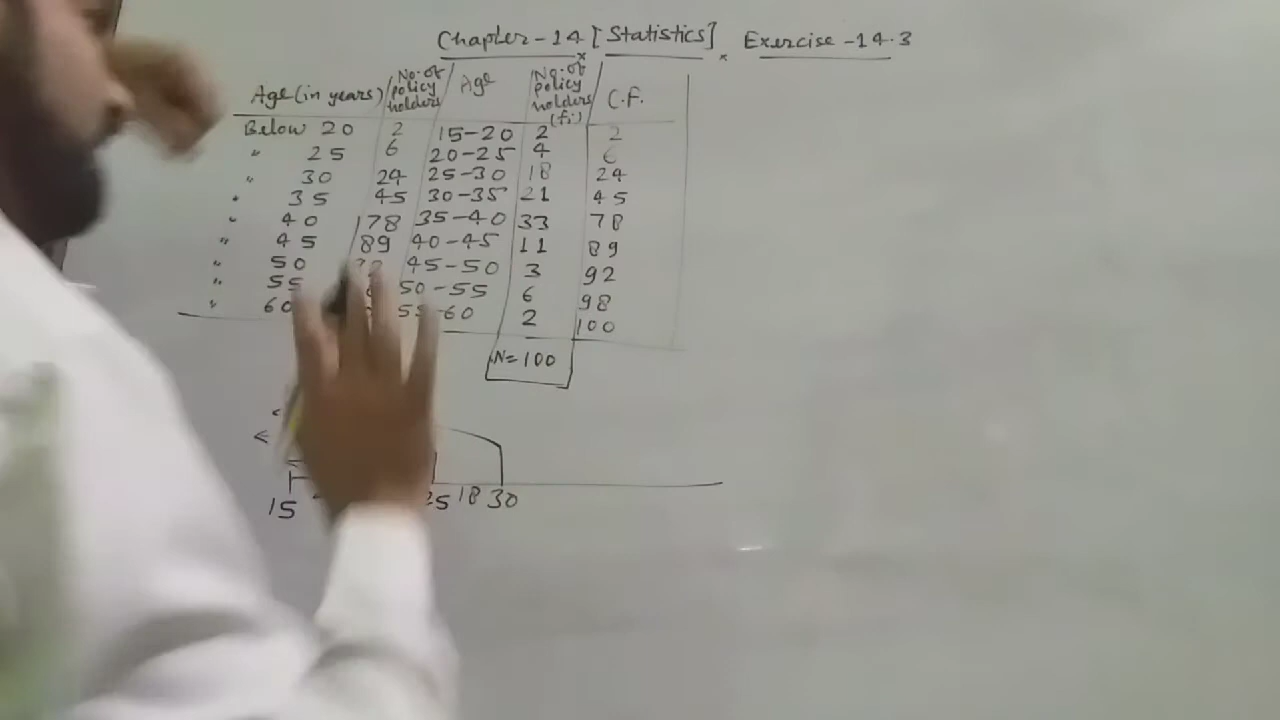 Chapter-14 [Statistics] Exercise-14.3
Age (in years) No. of policy holders Age No. of policy holders (fi) C.F.
Below 20 2 15-20 2 2
" 25 6 20-25 4 6
" 30 24 25-30 18 24
" 35 45 30-35 21 45
" 40 178 35-40 33 78
" 45 89 40-45 11 89
" 50 45-50 3 92
" 55 50-55 6 98
" 60 60 2 100
N=100
15 18 30